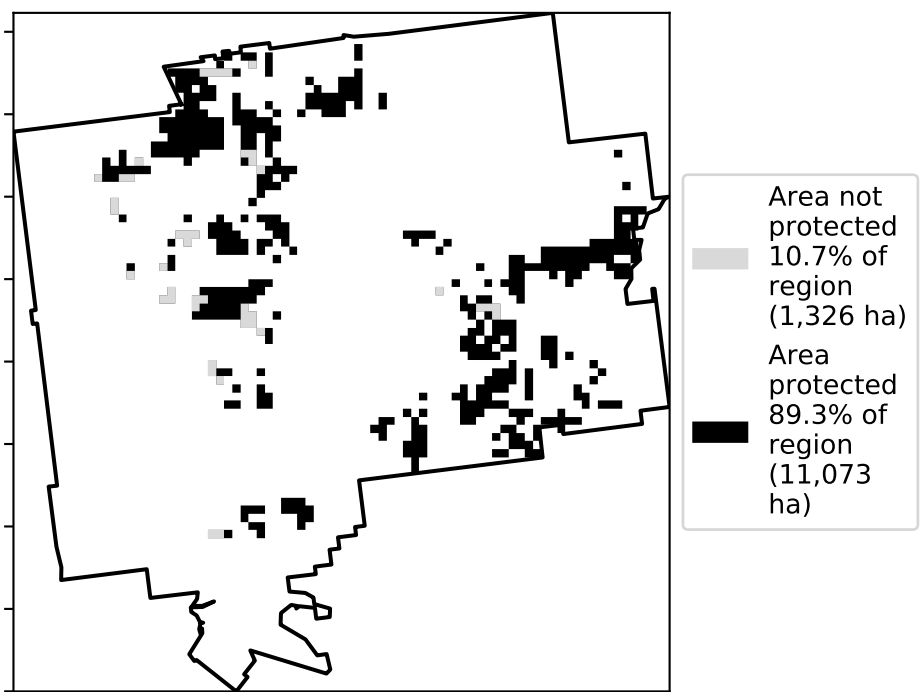 Area not
protected
10.7% of
region
(1,326 ha)
Area
protected
89.3% of
region
(11,073
ha)